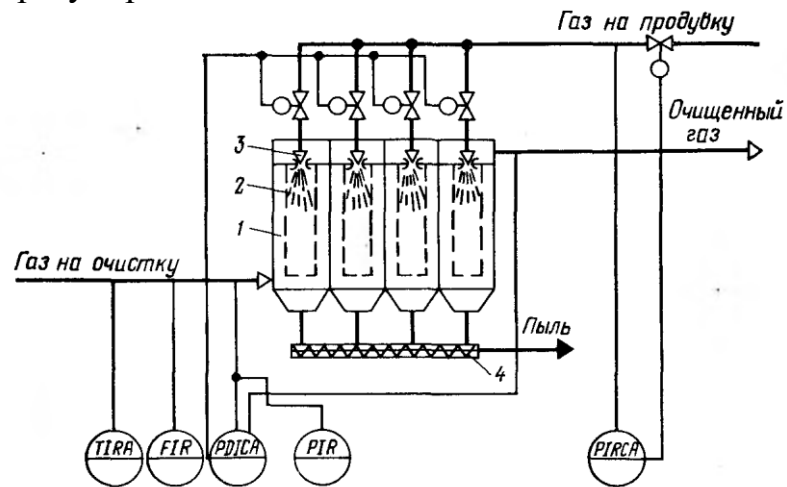 Газ на продувку
Очищенный
газ
3
2
1
Газ на очистку
Пыль
4
TIRA
FIR
PDICA
PIR
PIRCA